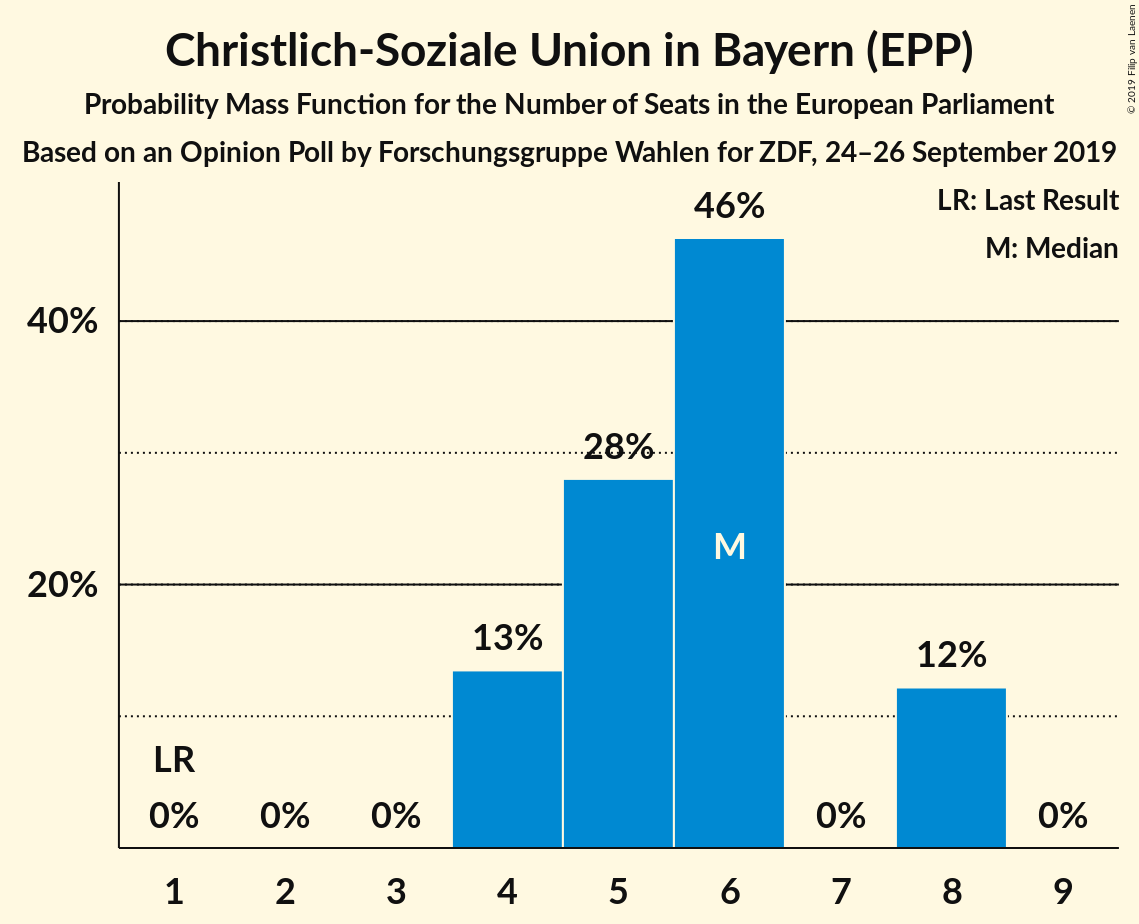 Christlich-Soziale Union in Bayern (EPP)
Probability Mass Function for the Number of Seats in the European Parliament
Based on an Opinion Poll by Forschungsgruppe Wahlen for ZDF, 24–26 September 2019
© 2019 Filip van Laenen
LR: Last Result
M: Median
46%
40%
28%
M
20%
13%
12%
LR
0% 0% 0% 0% 0%
1 2 3 4 5 6 7 8 9